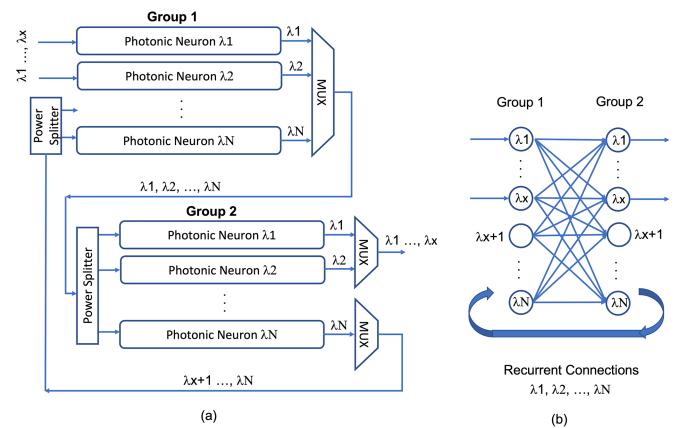 Group 1
λ1 ..., λx
Photonic Neuron λ1
λ1
Photonic Neuron λ2
λ2
⋮
Power Splitter
Photonic Neuron λN
λN
MUX
λ1, λ2, ..., λN
Group 2
Power Splitter
Photonic Neuron λ1
λ1
Photonic Neuron λ2
λ2
MUX
λ1 ..., λx
⋮
Photonic Neuron λN
λN
MUX
λx+1 ..., λN
(a)
Group 1 Group 2
λ1 λ1
⋮ ⋮
λx λx
λx+1 λx+1
⋮ ⋮
λN λN
Recurrent Connections
λ1, λ2, ..., λN
(b)